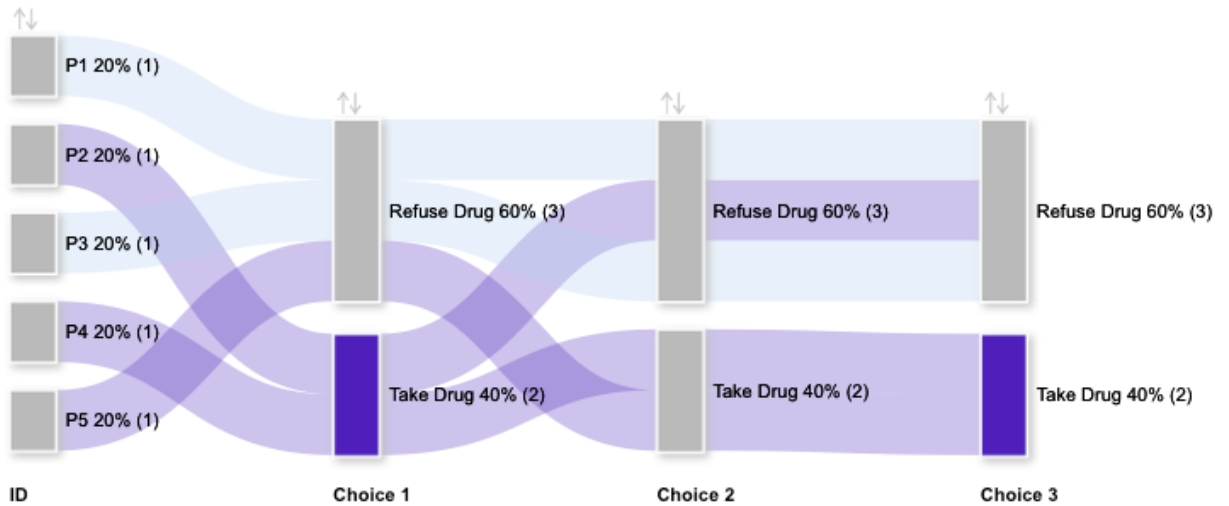 P1 20% (1)
P2 20% (1)
P3 20% (1)
P4 20% (1)
P5 20% (1)
Refuse Drug 60% (3)
Take Drug 40% (2)
Refuse Drug 60% (3)
Take Drug 40% (2)
Refuse Drug 60% (3)
Take Drug 40% (2)
ID
Choice 1
Choice 2
Choice 3